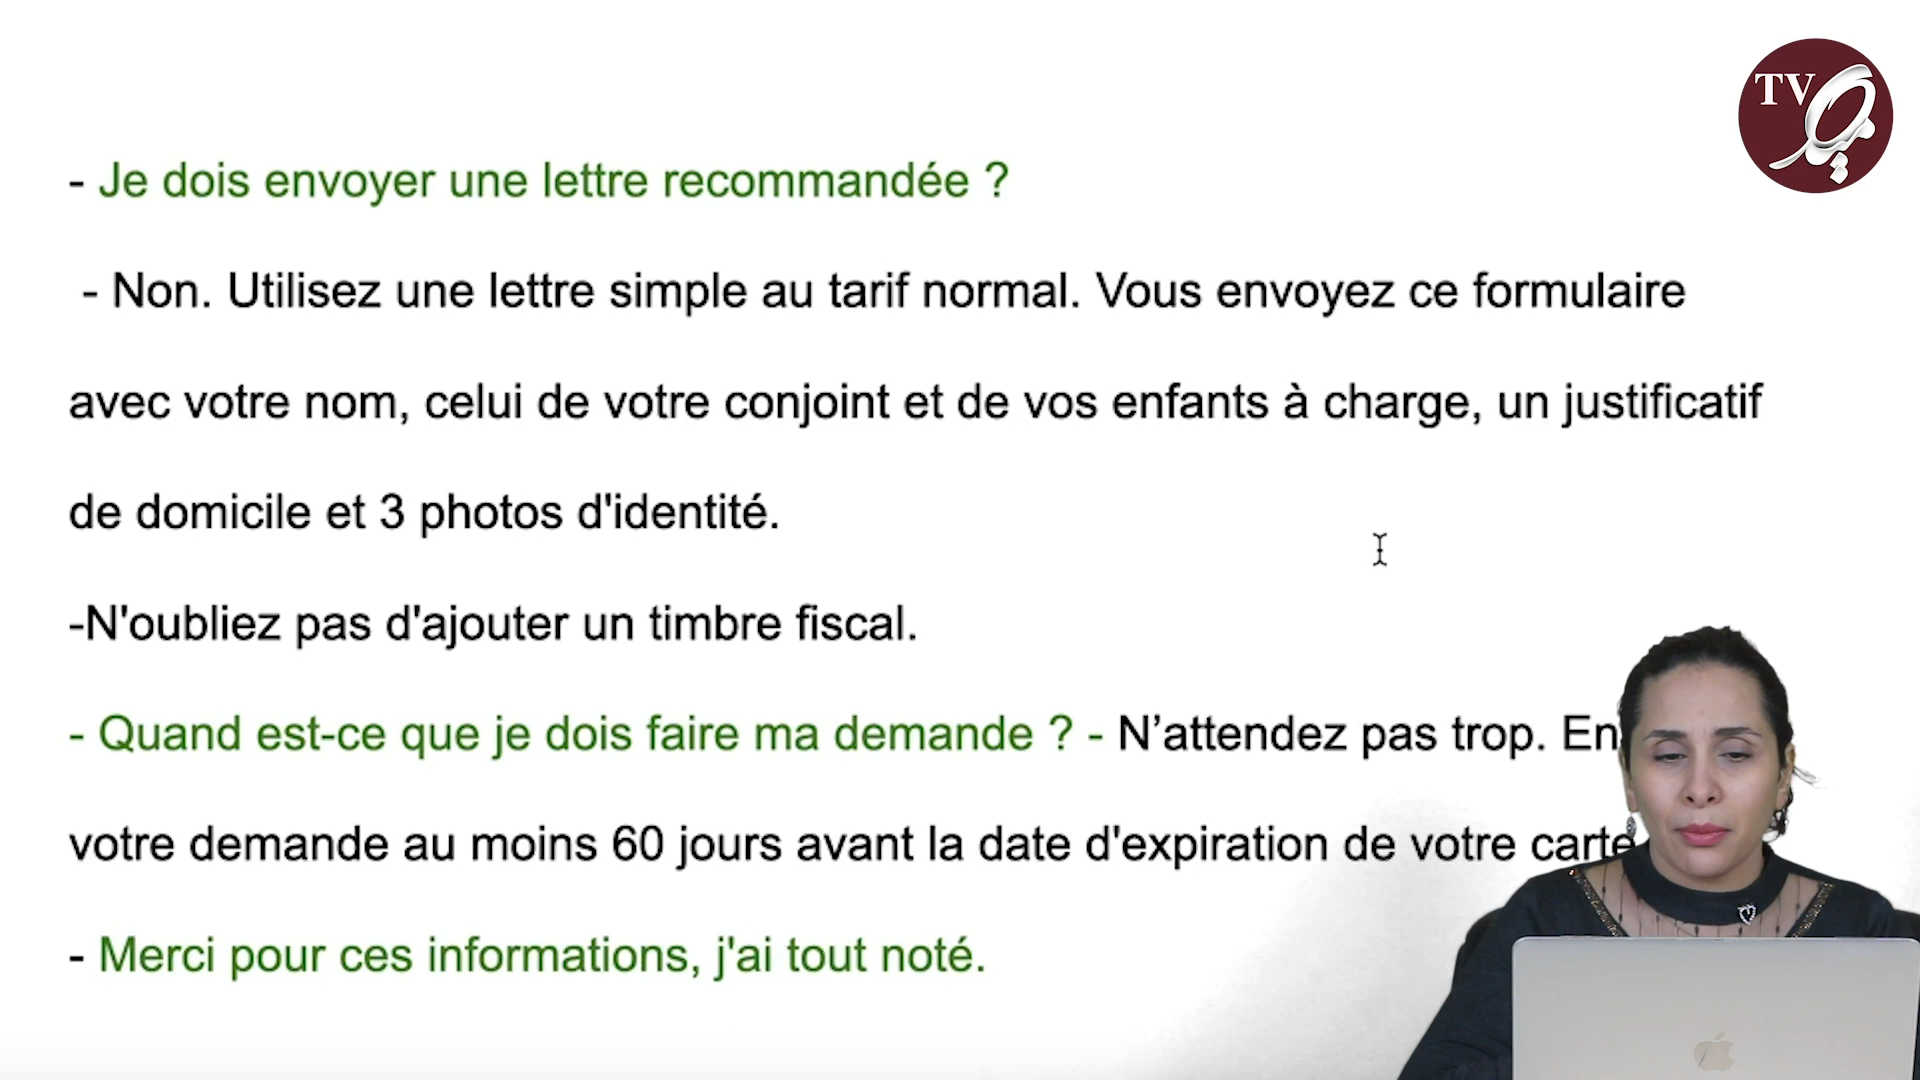 TV
- Je dois envoyer une lettre recommandée ?
- Non. Utilisez une lettre simple au tarif normal. Vous envoyez ce formulaire
avec votre nom, celui de votre conjoint et de vos enfants à charge, un justificatif
de domicile et 3 photos d'identité.
-N'oubliez pas d'ajouter un timbre fiscal.
- Quand est-ce que je dois faire ma demande ? - N’attendez pas trop.
votre demande au moins 60 jours avant la date d'expiration de votre carte
- Merci pour ces informations, j'ai tout noté.